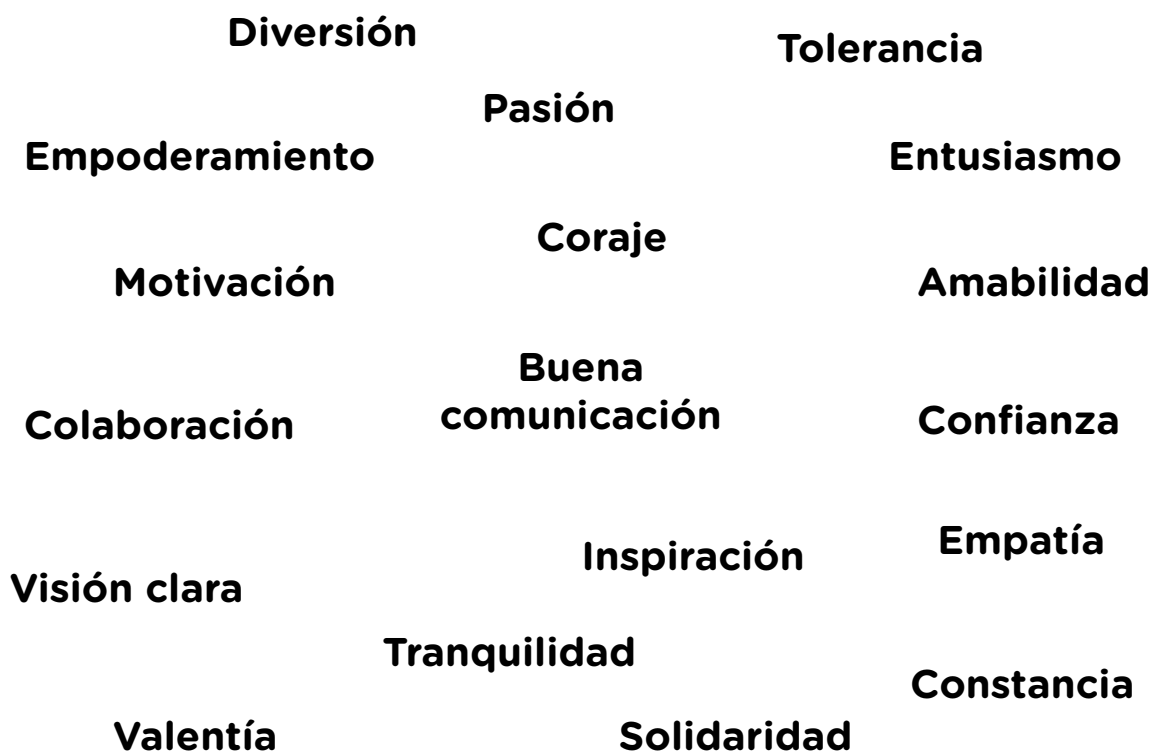 Diversión
Tolerancia
Pasión
Empoderamiento
Entusiasmo
Coraje
Motivación
Amabilidad
Buena
comunicación
Colaboración
Confianza
Inspiración
Empatía
Visión clara
Tranquilidad
Constancia
Valentía
Solidaridad